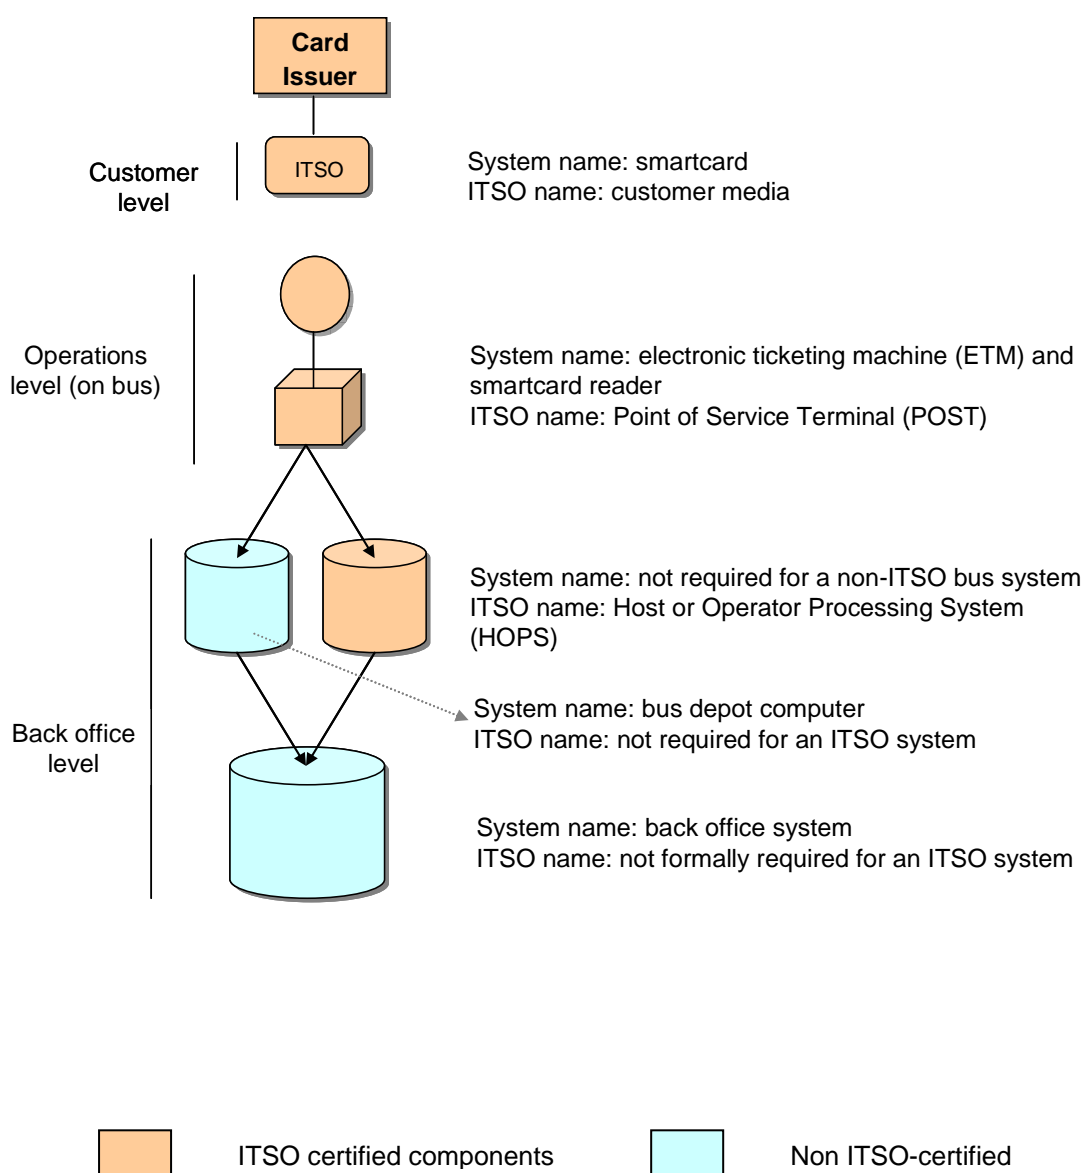 Card
Issuer
ITSO
Customer
level
System name: smartcard
ITSO name: customer media
Operations
level (on bus)
System name: electronic ticketing machine (ETM) and
smartcard reader
ITSO name: Point of Service Terminal (POST)
System name: not required for a non-ITSO bus system
ITSO name: Host or Operator Processing System
(HOPS)
System name: bus depot computer
ITSO name: not required for an ITSO system
Back office
level
System name: back office system
ITSO name: not formally required for an ITSO system
ITSO certified components
Non ITSO-certified